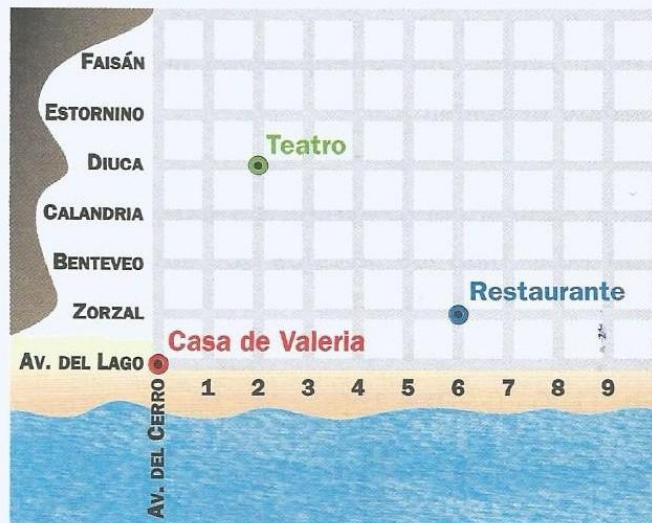 FAISÁN
ESTORNINO
Teatro
DIUCA
CALANDRIA
BENTEVEO
Restaurante
ZORZAL
Casa de Valeria
AV. DEL LAGO
1 2 3 4 5 6 7 8 9
AV. DEL CERRO